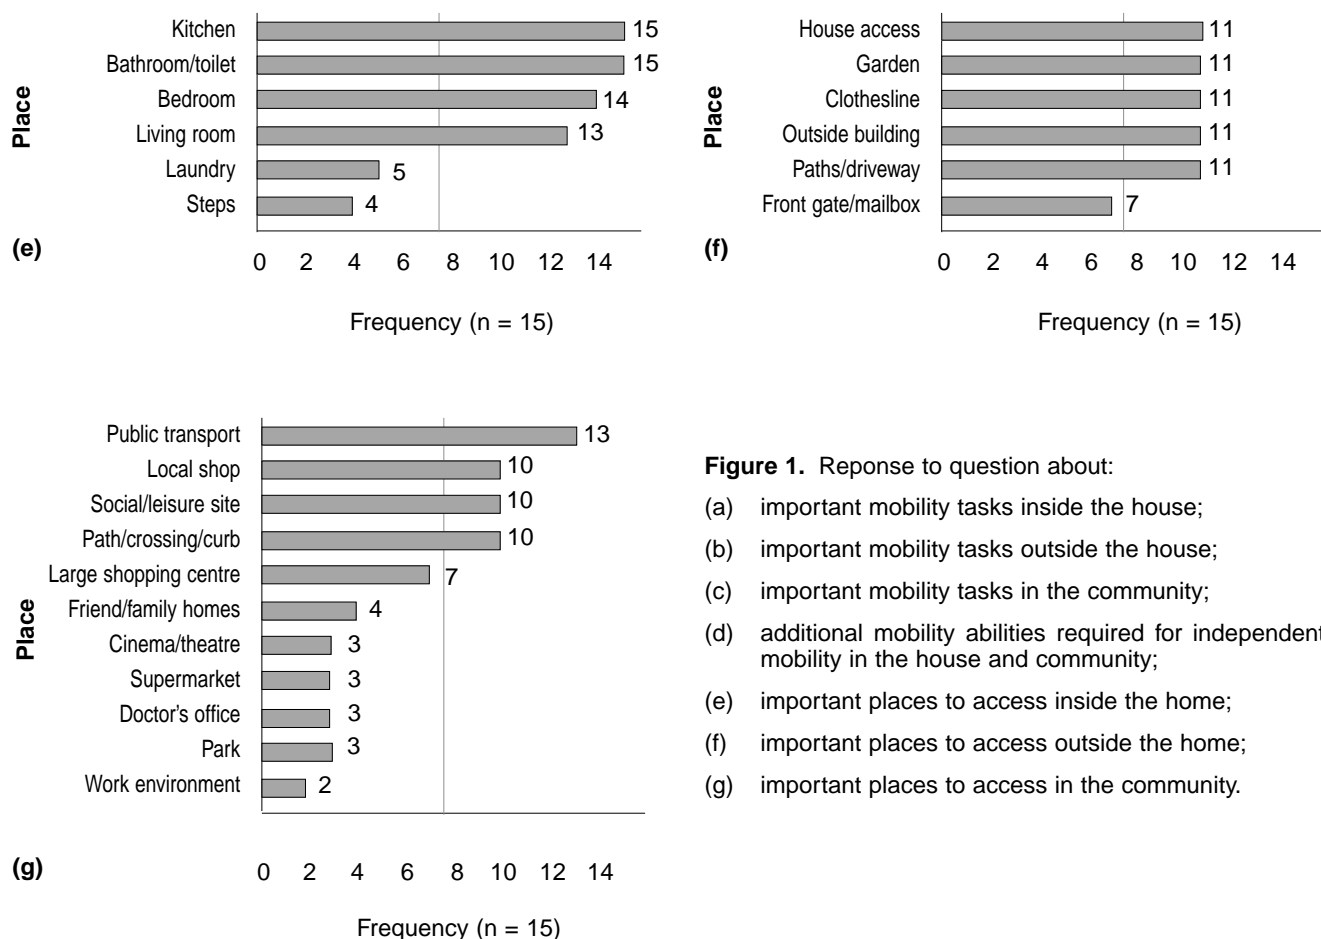 Place
Kitchen 15
Bathroom/toilet 15
Bedroom 14
Living room 13
Laundry 5
Steps 4
(e)
0 2 4 6 8 10 12 14
Frequency (n = 15)
Place
House access 11
Garden 11
Clothesline 11
Outside building 11
Paths/driveway 11
Front gate/mailbox 7
(f)
0 2 4 6 8 10 12 14
Frequency (n = 15)
Place
Public transport 13
Local shop 10
Social/leisure site 10
Path/crossing/curb 10
Large shopping centre 7
Friend/family homes 4
Cinema/theatre 3
Supermarket 3
Doctor's office 3
Park 3
Work environment 2
(g)
0 2 4 6 8 10 12 14
Frequency (n = 15)
Figure 1. Reponse to question about:
(a) important mobility tasks inside the house;
(b) important mobility tasks outside the house;
(c) important mobility tasks in the community;
(d) additional mobility abilities required for independent
mobility in the house and community;
(e) important places to access inside the home;
(f) important places to access outside the home;
(g) important places to access in the community.